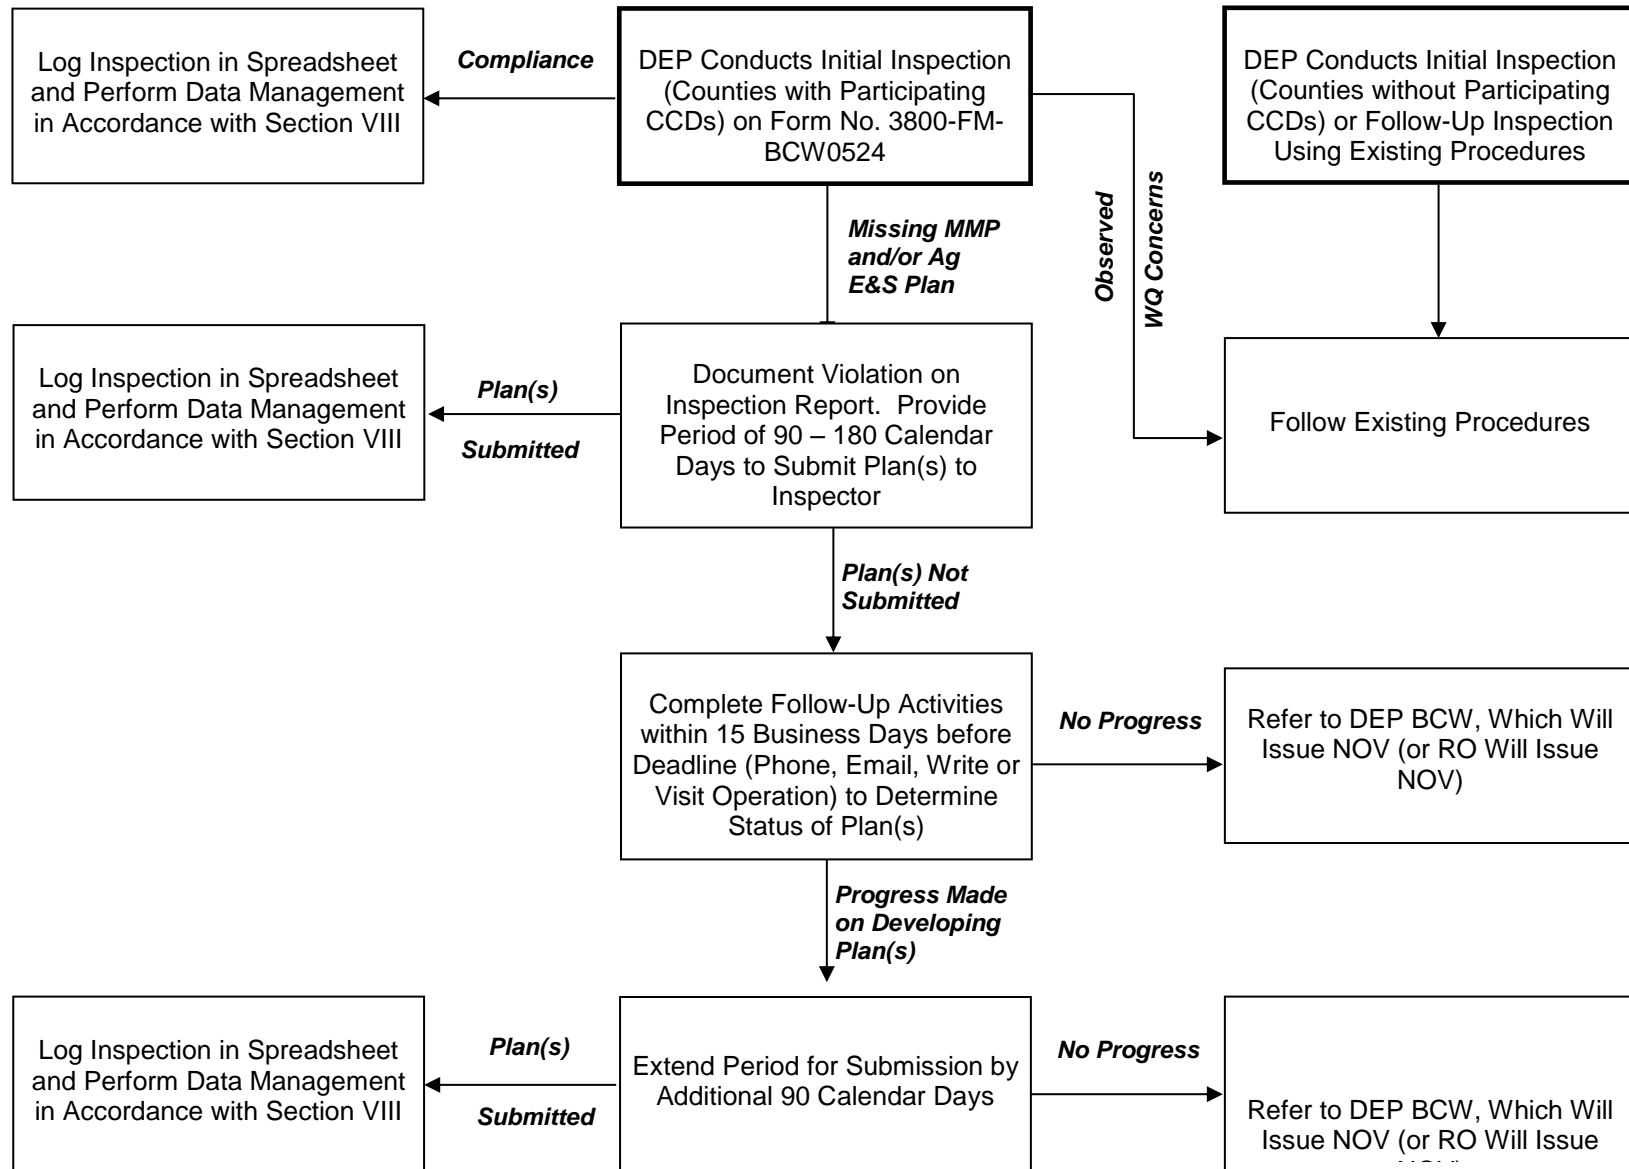 Log Inspection in Spreadsheet
and Perform Data Management
in Accordance with Section VIII
Compliance
DEP Conducts Initial Inspection
(Counties with Participating
CCDs) on Form No. 3800-FM-
BCW0524
DEP Conducts Initial Inspection
(Counties without Participating
CCDs) or Follow-Up Inspection
Using Existing Procedures
Missing MMP
and/or Ag
E&S Plan
Observed
WQ Concerns
Log Inspection in Spreadsheet
and Perform Data Management
in Accordance with Section VIII
Plan(s)
Submitted
Document Violation on
Inspection Report. Provide
Period of 90 – 180 Calendar
Days to Submit Plan(s) to
Inspector
Follow Existing Procedures
Plan(s) Not
Submitted
Complete Follow-Up Activities
within 15 Business Days before
Deadline (Phone, Email, Write or
Visit Operation) to Determine
Status of Plan(s)
No Progress
Refer to DEP BCW, Which Will
Issue NOV (or RO Will Issue
NOV)
Progress Made
on Developing
Plan(s)
Log Inspection in Spreadsheet
and Perform Data Management
in Accordance with Section VIII
Plan(s)
Submitted
Extend Period for Submission by
Additional 90 Calendar Days
No Progress
Refer to DEP BCW, Which Will
Issue NOV (or RO Will Issue